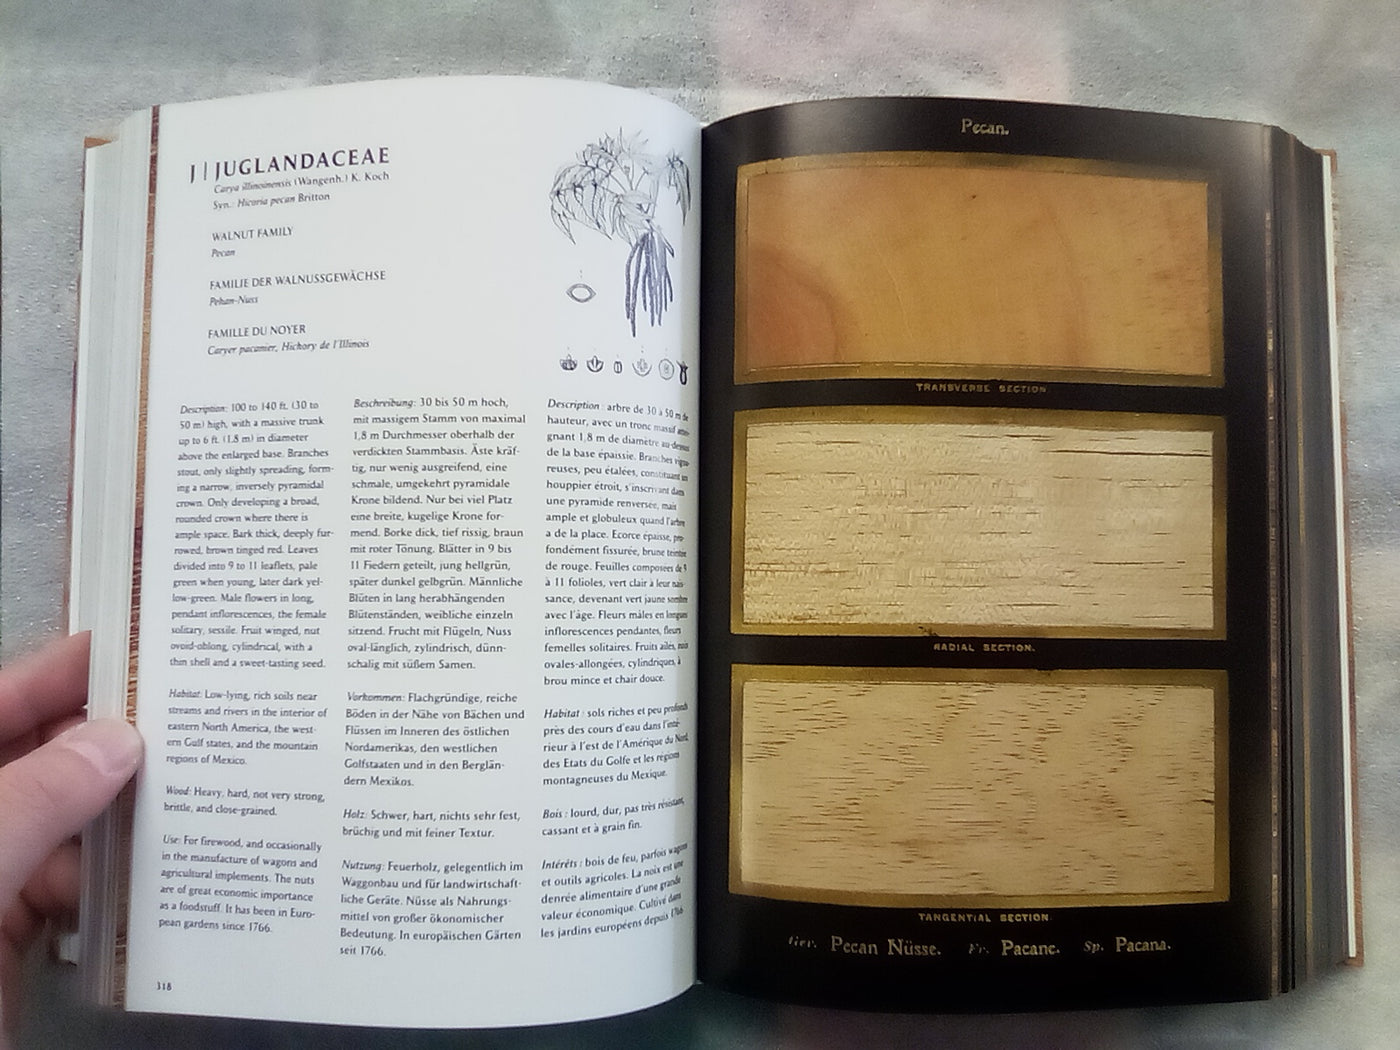 J | JUGLANDACEAE
Carya illinoinensis (Wangenh.) K. Koch
Syn.: Hicoria pecan Britton
WALNUT FAMILY
Pecan
FAMILIE DER WALNUSSGEWÄCHSE
Pekan-Nuss
FAMILLE DU NOYER
Caryer pacanier, Hickory de l'Illinois
Description: 100 to 140 ft. (30 to
50 m) high, with a massive trunk
up to 6 ft. (1.8 m) in diameter
above the enlarged base. Branches
stout, only slightly spreading, form-
ing a narrow, inversely pyramidal
crown. Only developing a broad,
rounded crown where there is
ample space. Bark thick, deeply fur-
rowed, brown tinged red. Leaves
divided into 9 to 11 leaflets, pale
green when young, later dark yel-
low-green. Male flowers in long,
pendant inflorescences, the female
solitary, sessile. Fruit winged, nut
ovoid-oblong, cylindrical, with a
thin shell and a sweet-tasting seed.
Habitat: Low-lying, rich soils near
streams and rivers in the interior of
eastern North America, the west-
ern Gulf states, and the mountain
regions of Mexico.
Wood: Heavy, hard, not very strong,
brittle, and close-grained.
Use: For firewood, and occasionally
in the manufacture of wagons and
agricultural implements. The nuts
are of great economic importance
as a foodstuff. It has been in Euro-
pean gardens since 1766.
Beschreibung: 30 bis 50 m hoch,
mit massigem Stamm von maximal
1,8 m Durchmesser oberhalb der
verdickten Stammbasis. Äste kräf-
tig, nur wenig ausgreifend, eine
schmale, umgekehrt pyramidale
Krone bildend. Nur bei viel Platz
eine breite, kugelige Krone for-
mend. Borke dick, tief rissig, braun
mit roter Tönung. Blätter in 9 bis
11 Fiedern geteilt, jung hellgrün,
später dunkel gelbgrün. Männliche
Blüten in lang herabhängenden
Blütenständen, weibliche einzeln
sitzend. Frucht mit Flügeln, Nuss
oval-länglich, zylindrisch, dünn-
schalig mit süßem Samen.
Vorkommen: Flachgründige, reiche
Böden in der Nähe von Bächen und
Flüssen im Inneren des östlichen
Nordamerikas, den westlichen
Golfstaaten und in den Berglän-
dern Mexikos.
Holz: Schwer, hart, nichts sehr fest,
brüchig und mit feiner Textur.
Nutzung: Feuerholz, gelegentlich im
Waggonbau und für landwirtschaft-
liche Geräte. Nüsse als Nahrungs-
mittel von großer ökonomischer
Bedeutung. In europäischen Gärten
seit 1766.
Description : arbre de 30 à 50 m de
hauteur, avec un tronc massif attei-
gnant 1,8 m de diamètre au-dessus
de la base épaissie. Branches vigou-
reuses, peu étalées, constituant un
houppier étroit, s'inscrivant dans
une pyramide renversée, mais
ample et globuleux quand l'arbre
a de la place. Ecorce épaisse, pro-
fondément fissurée, brune teintée
de rouge. Feuilles composées de 9
à 11 folioles, vert clair à leur nais-
sance, devenant vert jaune sombre
avec l'âge. Fleurs mâles en longues
inflorescences pendantes, fleurs
femelles solitaires. Fruits ailés, noix
ovales-allongées, cylindriques, à
brou mince et chair douce.
Habitat : sols riches et peu profonds
près des cours d'eau dans l'inté-
rieur à l'est de l'Amérique du Nord,
des Etats du Golfe et les régions
montagneuses du Mexique.
Bois : lourd, dur, pas très résistant,
cassant et à grain fin.
Intérêts : bois de feu, parfois wagons
et outils agricoles. La noix est une
denrée alimentaire d'une grande
valeur économique. Cultivé dans
les jardins européens depuis 1766
318
Pecan.
TRANSVERSE SECTION.
RADIAL SECTION.
TANGENTIAL SECTION.
Ger. Pecan Nüsse. Fr. Pacane. Sp. Pacana.